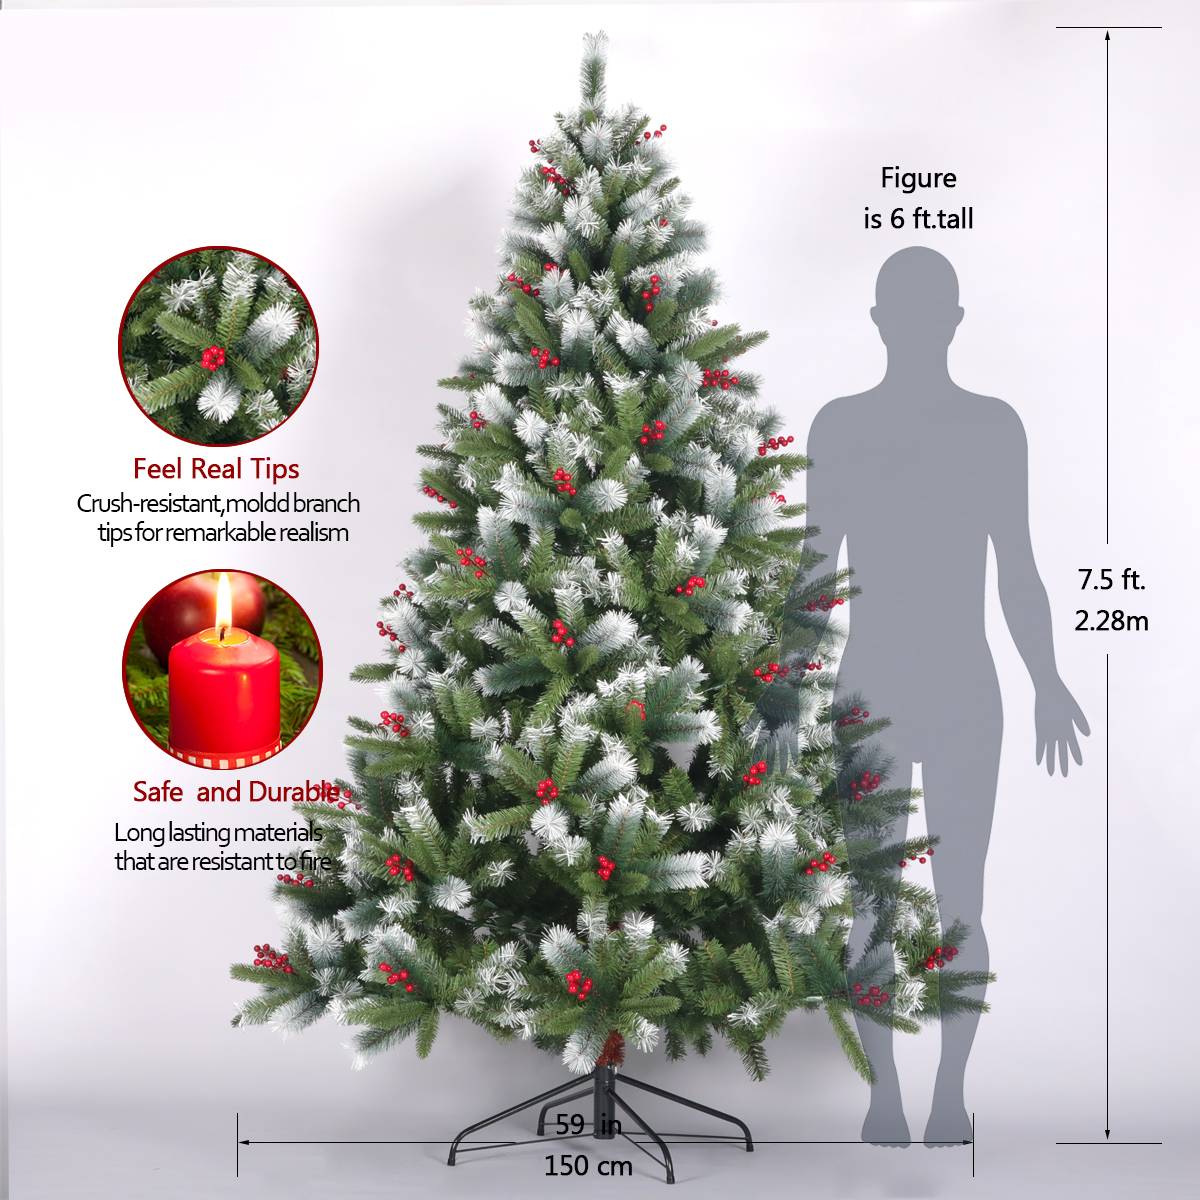 Figure
is 6 ft.tall
Feel Real Tips
Crush-resistant,moldd branch
tips for remarkable realism
Safe and Durable
Long lasting materials
that are resistant to fire
7.5 ft.
2.28m
59 in
150 cm